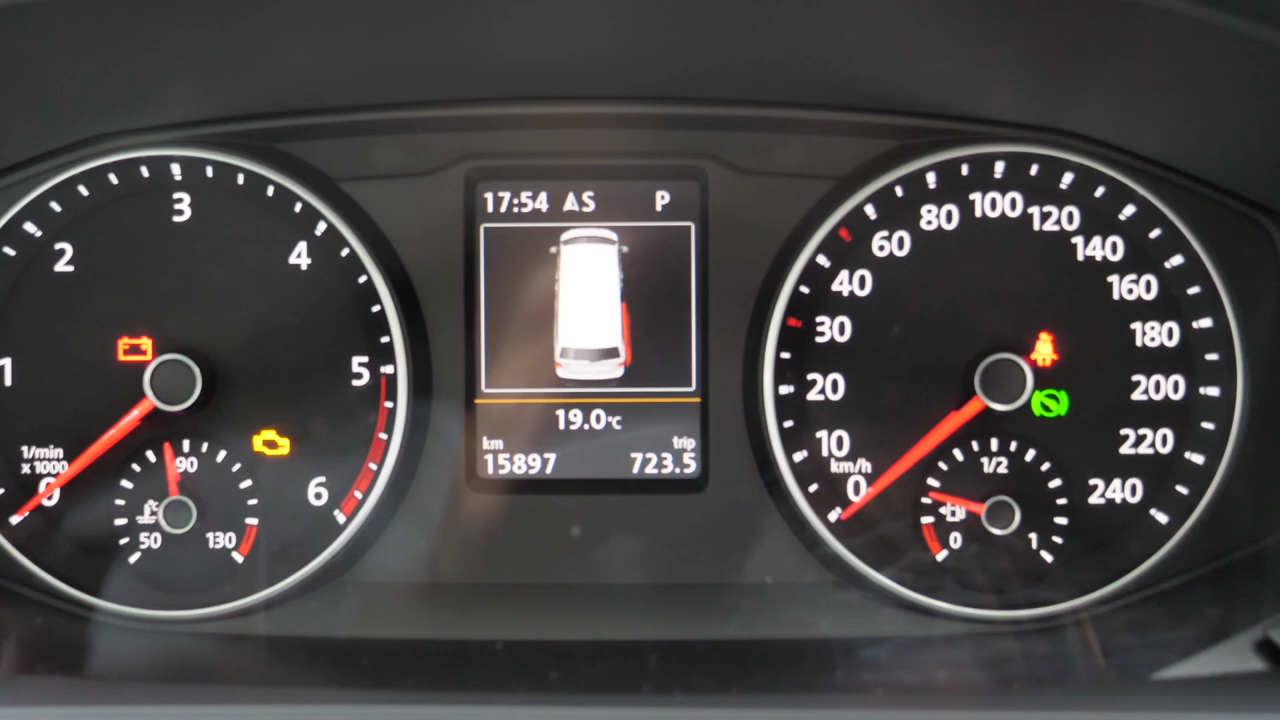 17:54 AS P
19.0°C
km trip
15897 723.5
1 2 3 4 5 6
1/min
x 1000
0
90
50 130
0 10 20 30 40 60 80 100 120 140 160 180 200 220 240
km/h
1/2
0 1